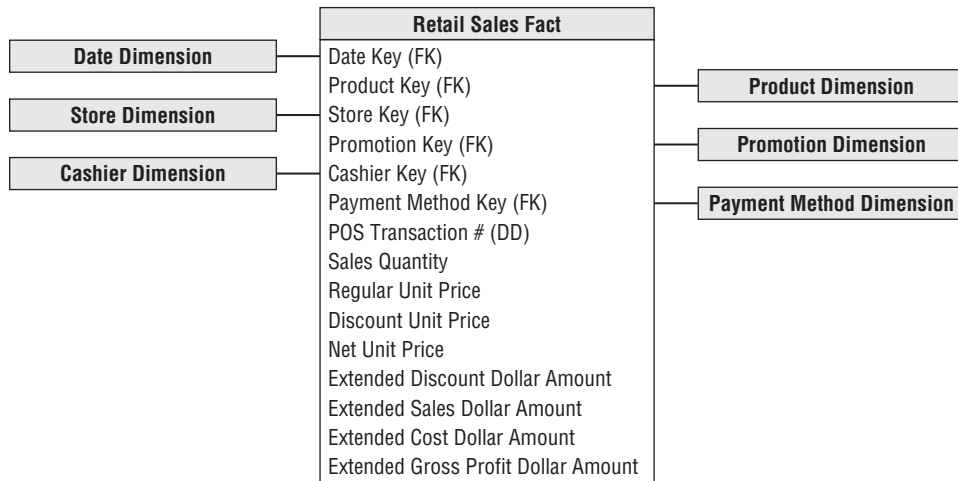 Retail Sales Fact
Date Dimension
Store Dimension
Cashier Dimension
Date Key (FK)
Product Key (FK)
Store Key (FK)
Promotion Key (FK)
Cashier Key (FK)
Payment Method Key (FK)
POS Transaction # (DD)
Sales Quantity
Regular Unit Price
Discount Unit Price
Net Unit Price
Extended Discount Dollar Amount
Extended Sales Dollar Amount
Extended Cost Dollar Amount
Extended Gross Profit Dollar Amount
Product Dimension
Promotion Dimension
Payment Method Dimension